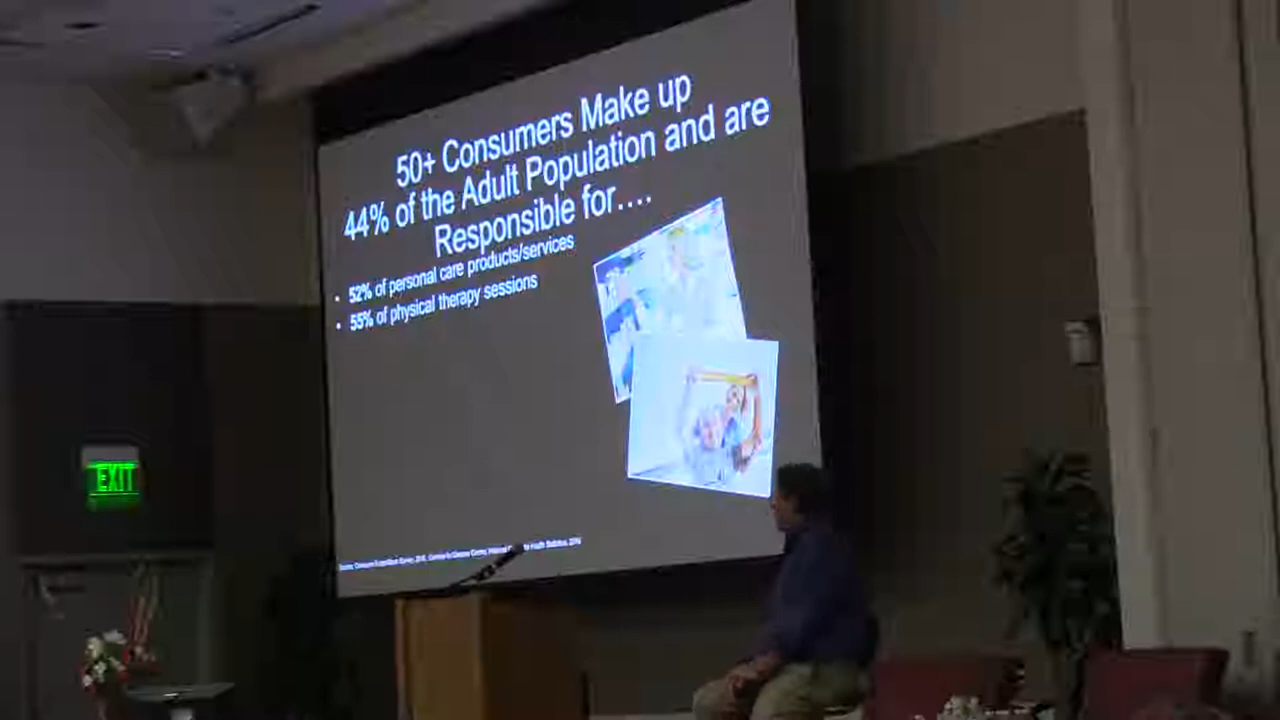 50+ Consumers Make up
44% of the Adult Population and are
Responsible for....
• 52% of personal care products/services
• 55% of physical therapy sessions
EXIT